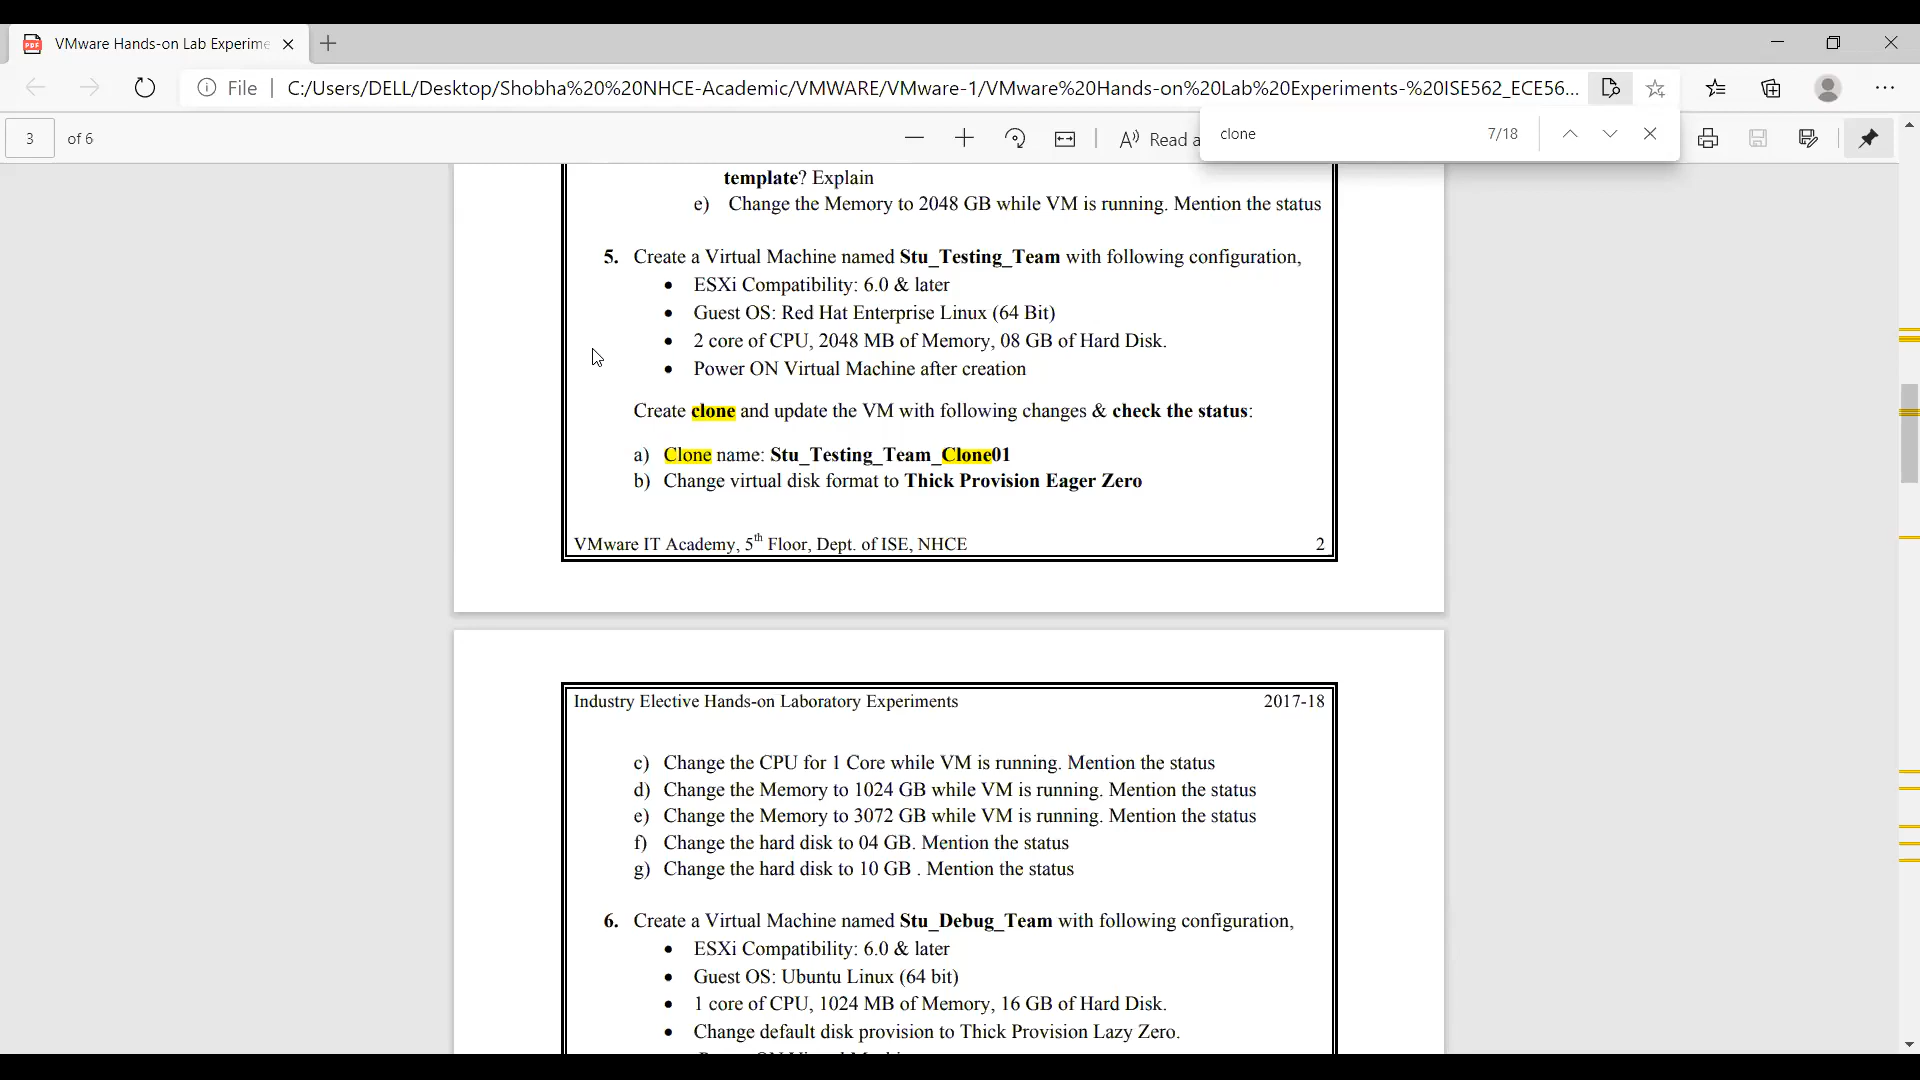 VMware Hands-on Lab Experime
File
C:/Users/DELL/Desktop/Shobha%20%20NHCE-Academic/VMWARE/VMware-1/VMware%20Hands-on%20Lab%20Experiments-%20ISE562_ECE56...
3 of 6
Read a
clone 7/18
template? Explain
e) Change the Memory to 2048 GB while VM is running. Mention the status
5. Create a Virtual Machine named Stu_Testing_Team with following configuration,
• ESXi Compatibility: 6.0 & later
• Guest OS: Red Hat Enterprise Linux (64 Bit)
• 2 core of CPU, 2048 MB of Memory, 08 GB of Hard Disk.
• Power ON Virtual Machine after creation
Create clone and update the VM with following changes & check the status:
a) Clone name: Stu_Testing_Team_Clone01
b) Change virtual disk format to Thick Provision Eager Zero
VMware IT Academy, 5th Floor, Dept. of ISE, NHCE 2
Industry Elective Hands-on Laboratory Experiments 2017-18
c) Change the CPU for 1 Core while VM is running. Mention the status
d) Change the Memory to 1024 GB while VM is running. Mention the status
e) Change the Memory to 3072 GB while VM is running. Mention the status
f) Change the hard disk to 04 GB. Mention the status
g) Change the hard disk to 10 GB . Mention the status
6. Create a Virtual Machine named Stu_Debug_Team with following configuration,
• ESXi Compatibility: 6.0 & later
• Guest OS: Ubuntu Linux (64 bit)
• 1 core of CPU, 1024 MB of Memory, 16 GB of Hard Disk.
• Change default disk provision to Thick Provision Lazy Zero.